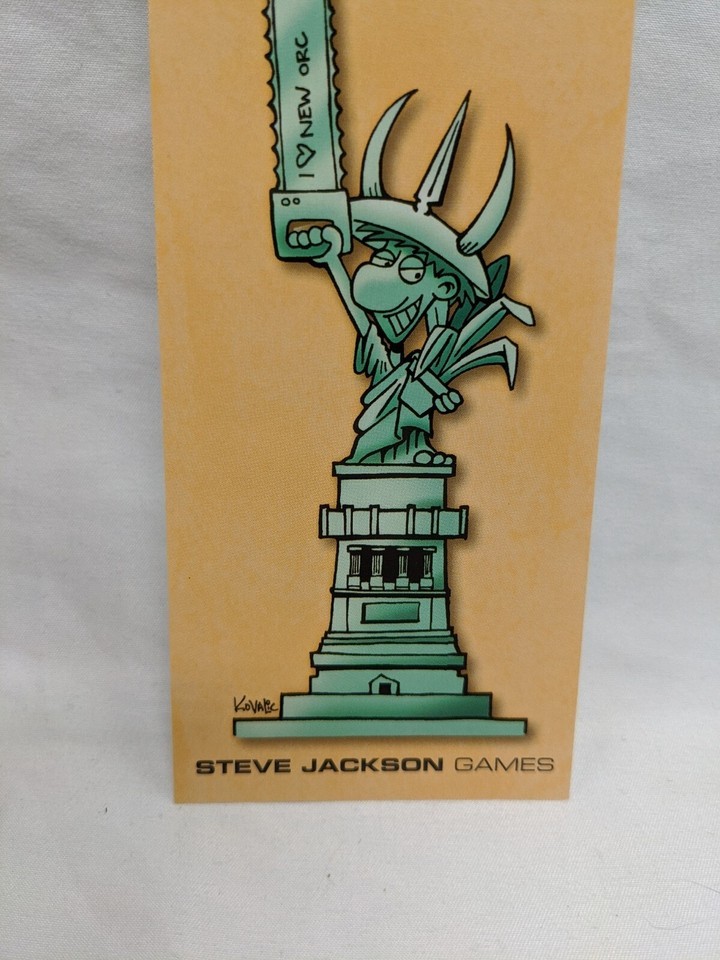 I ♡ NEW ORC
KOVALIC
STEVE JACKSON GAMES